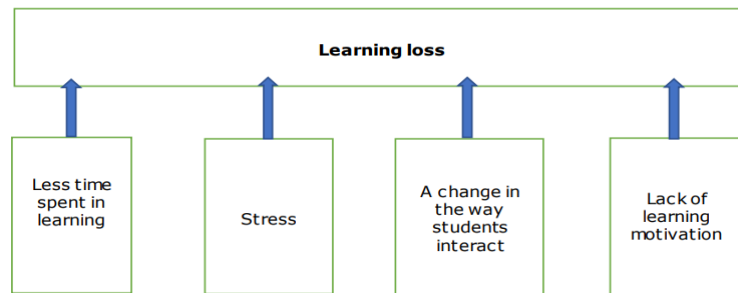 Learning loss
Less time
spent in
learning
Stress
A change in
the way
students
interact
Lack of
learning
motivation